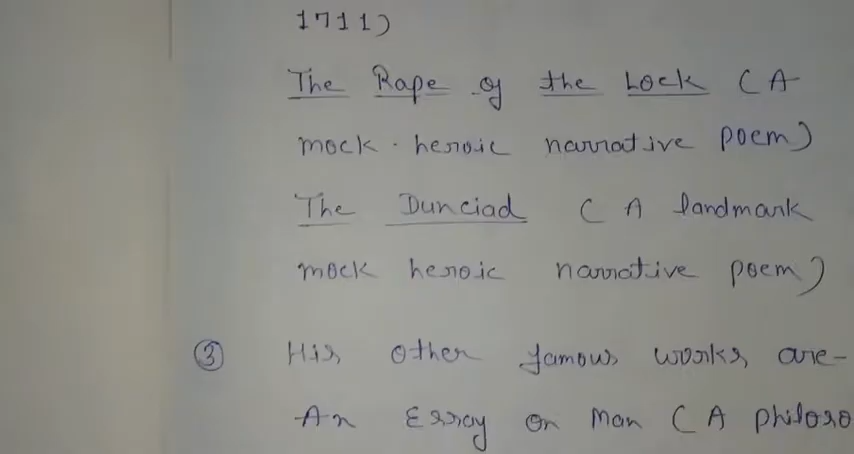 1711)
The Rape of the Lock (A
mock-heroic narrative poem)
The Dunciad (A landmark
mock heroic narrative poem)
③ His other famous works are-
An Essay on Man (A philoso